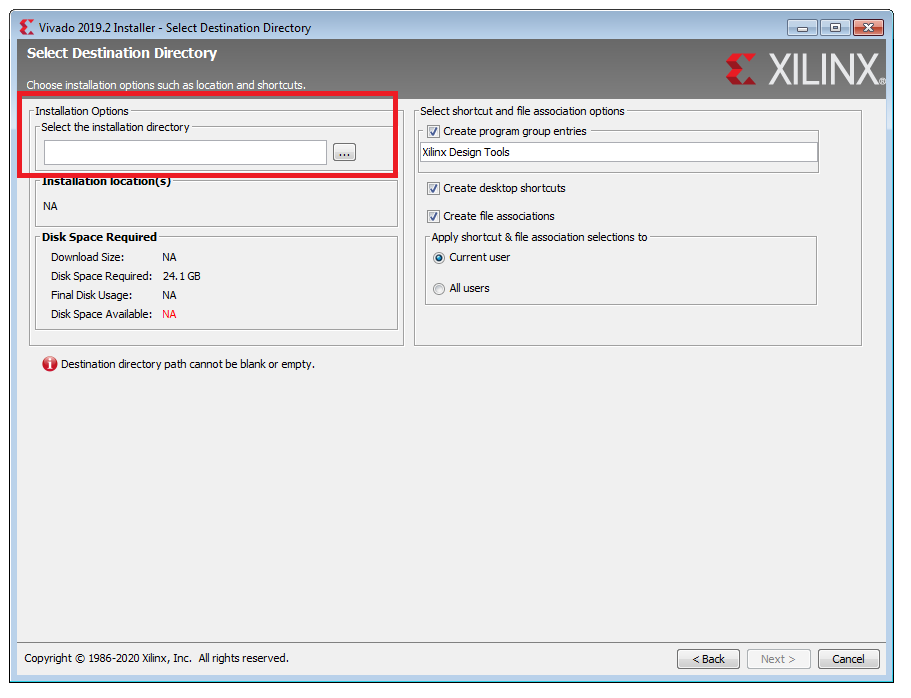 Vivado 2019.2 Installer - Select Destination Directory
Select Destination Directory
Choose installation options such as location and shortcuts.
XILINX®
Installation Options
Select the installation directory
...
Installation location(s)
NA
Disk Space Required
Download Size: NA
Disk Space Required: 24.1 GB
Final Disk Usage: NA
Disk Space Available: NA
Select shortcut and file association options
Create program group entries
Xilinx Design Tools
Create desktop shortcuts
Create file associations
Apply shortcut & file association selections to
Current user
All users
Destination directory path cannot be blank or empty.
Copyright © 1986-2020 Xilinx, Inc. All rights reserved.
< Back Next > Cancel